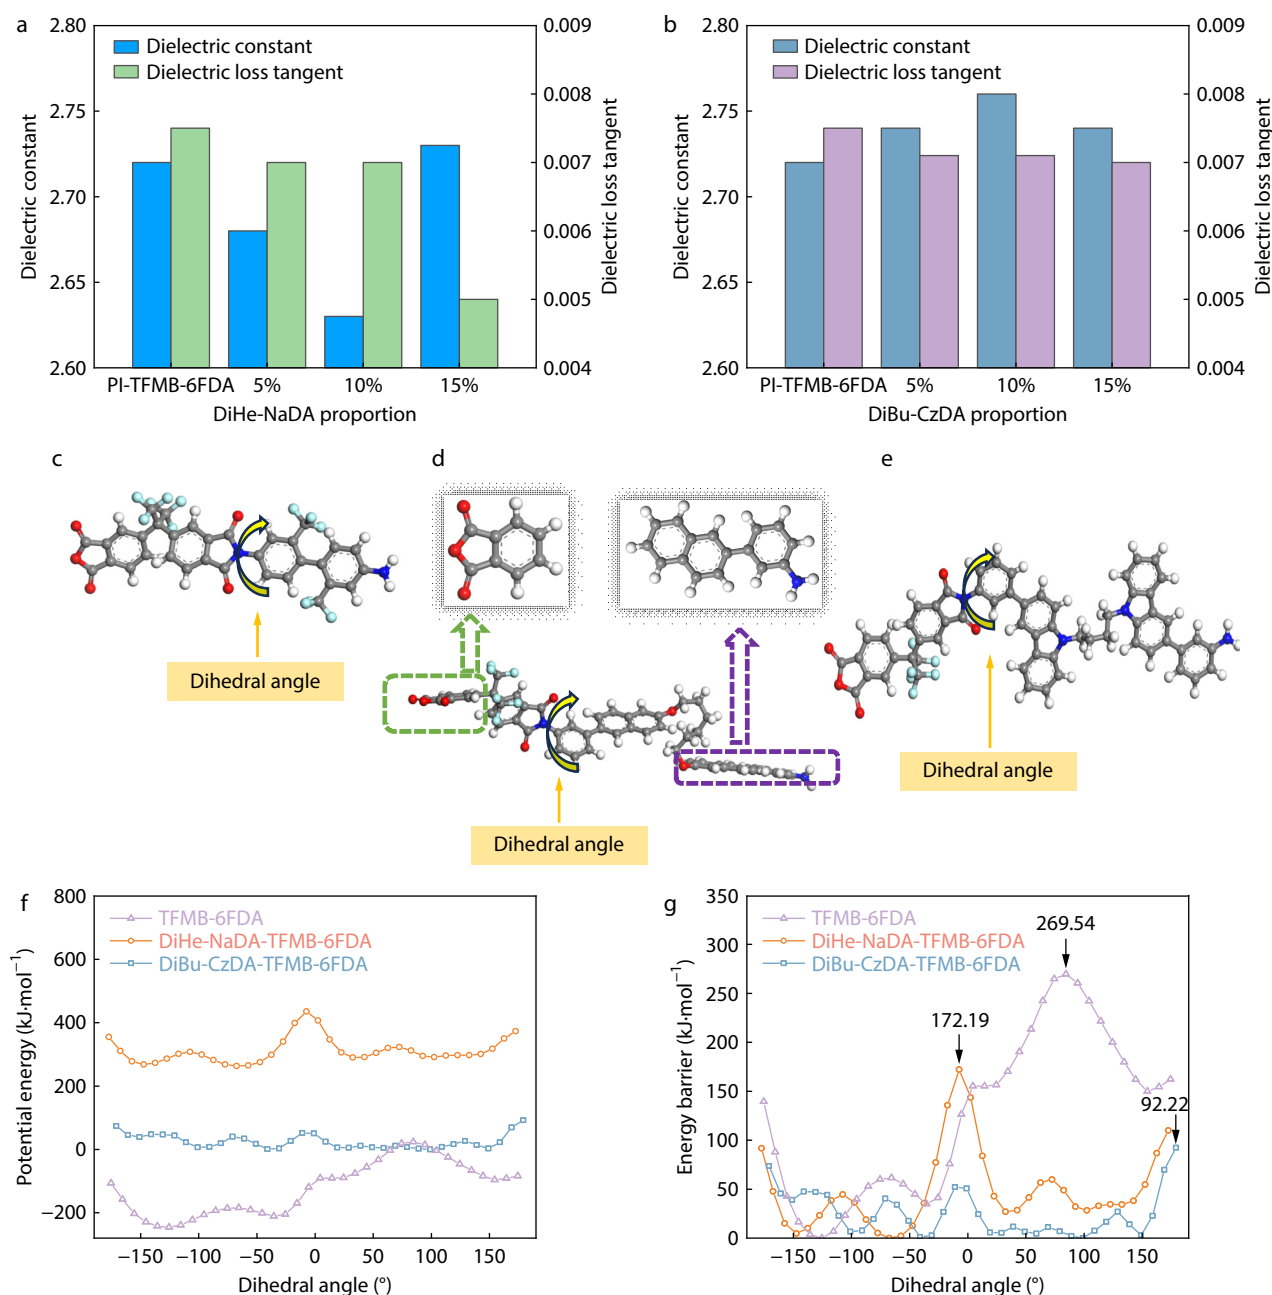 a
2.80
2.75
2.70
2.65
2.60
Dielectric constant
Dielectric constant
Dielectric loss tangent
0.009
0.008
0.007
0.006
0.005
0.004
Dielectric loss tangent
PI-TFMB-6FDA 5% 10% 15%
DiHe-NaDA proportion
b
2.80
2.75
2.70
2.65
2.60
Dielectric constant
Dielectric constant
Dielectric loss tangent
0.009
0.008
0.007
0.006
0.005
0.004
Dielectric loss tangent
PI-TFMB-6FDA 5% 10% 15%
DiBu-CzDA proportion
c
Dihedral angle
d
Dihedral angle
e
Dihedral angle
f
800
600
400
200
0
−200
Potential energy (kJ·mol⁻¹)
TFMB-6FDA
DiHe-NaDA-TFMB-6FDA
DiBu-CzDA-TFMB-6FDA
−150 −100 −50 0 50 100 150
Dihedral angle (°)
g
350
300
250
200
150
100
50
0
Energy barrier (kJ·mol⁻¹)
TFMB-6FDA
DiHe-NaDA-TFMB-6FDA
DiBu-CzDA-TFMB-6FDA
269.54
172.19
92.22
−150 −100 −50 0 50 100 150
Dihedral angle (°)